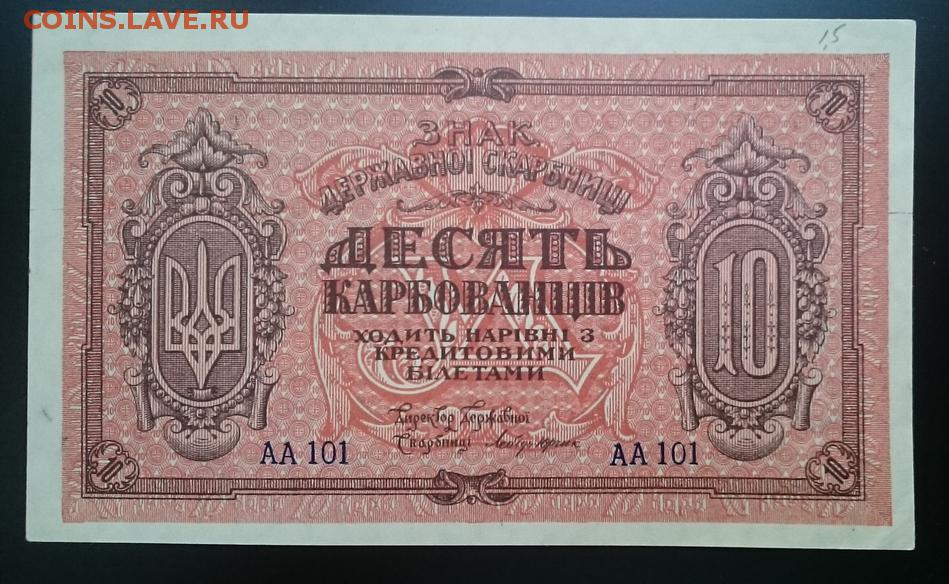 COINS.LAVE.RU
1,5
10 10
ЗНАК
ДЕРЖАВНОЇ СКАРБНИЦІ
ДЕСЯТЬ
КАРБОВАНЦІВ
10
ХОДИТЬ НАРІВНІ З
КРЕДИТОВИМИ
БІЛЕТАМИ
Директор Державної
Скарбниці
АА 101 АА 101
10 10